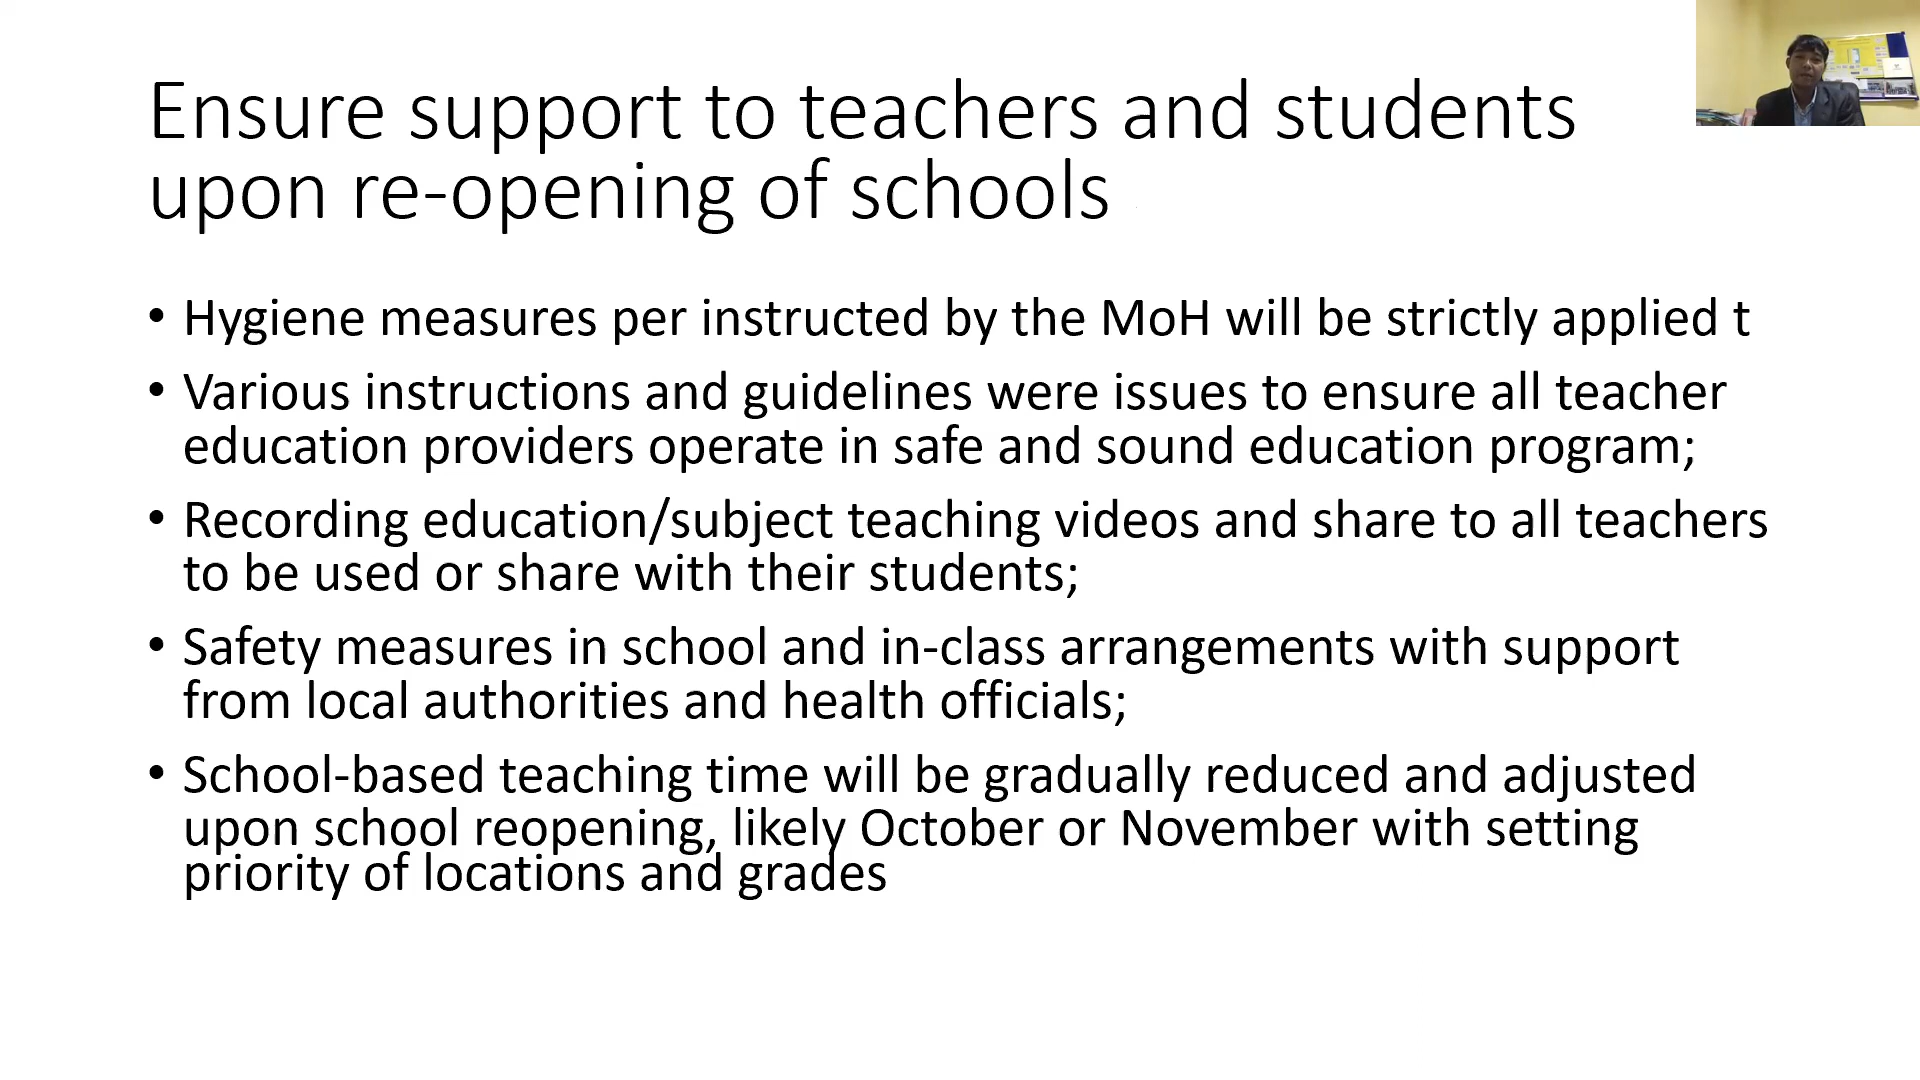 Ensure support to teachers and students
upon re-opening of schools
• Hygiene measures per instructed by the MoH will be strictly applied t
• Various instructions and guidelines were issues to ensure all teacher
education providers operate in safe and sound education program;
• Recording education/subject teaching videos and share to all teachers
to be used or share with their students;
• Safety measures in school and in-class arrangements with support
from local authorities and health officials;
• School-based teaching time will be gradually reduced and adjusted
upon school reopening, likely October or November with setting
priority of locations and grades